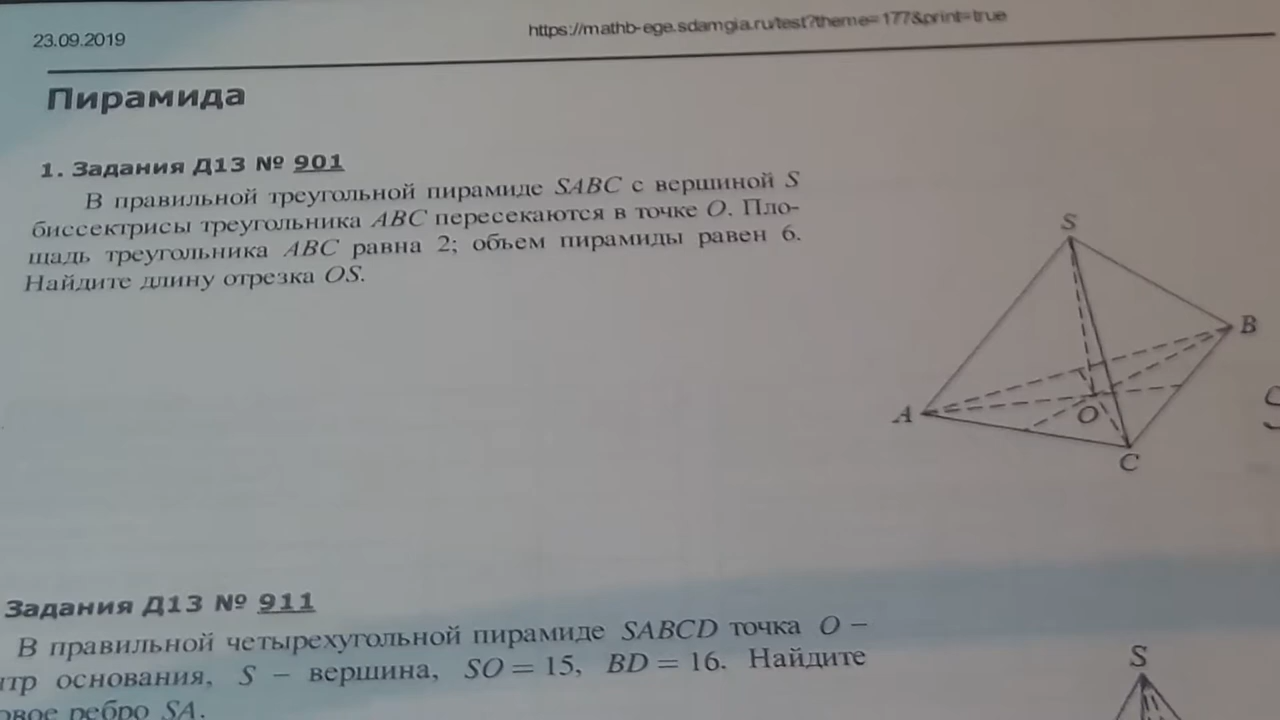 23.09.2019
https://mathb-ege.sdamgia.ru/test?theme=177&print=true
Пирамида
1. Задания Д13 № 901
В правильной треугольной пирамиде SABC с вершиной S
биссектрисы треугольника ABC пересекаются в точке O. Пло-
щадь треугольника ABC равна 2; объем пирамиды равен 6.
Найдите длину отрезка OS.
S
B
A
O
C
Задания Д13 № 911
В правильной четырехугольной пирамиде SABCD точка O –
основания, S – вершина, SO = 15, BD = 16. Найдите
ребро SA.
S